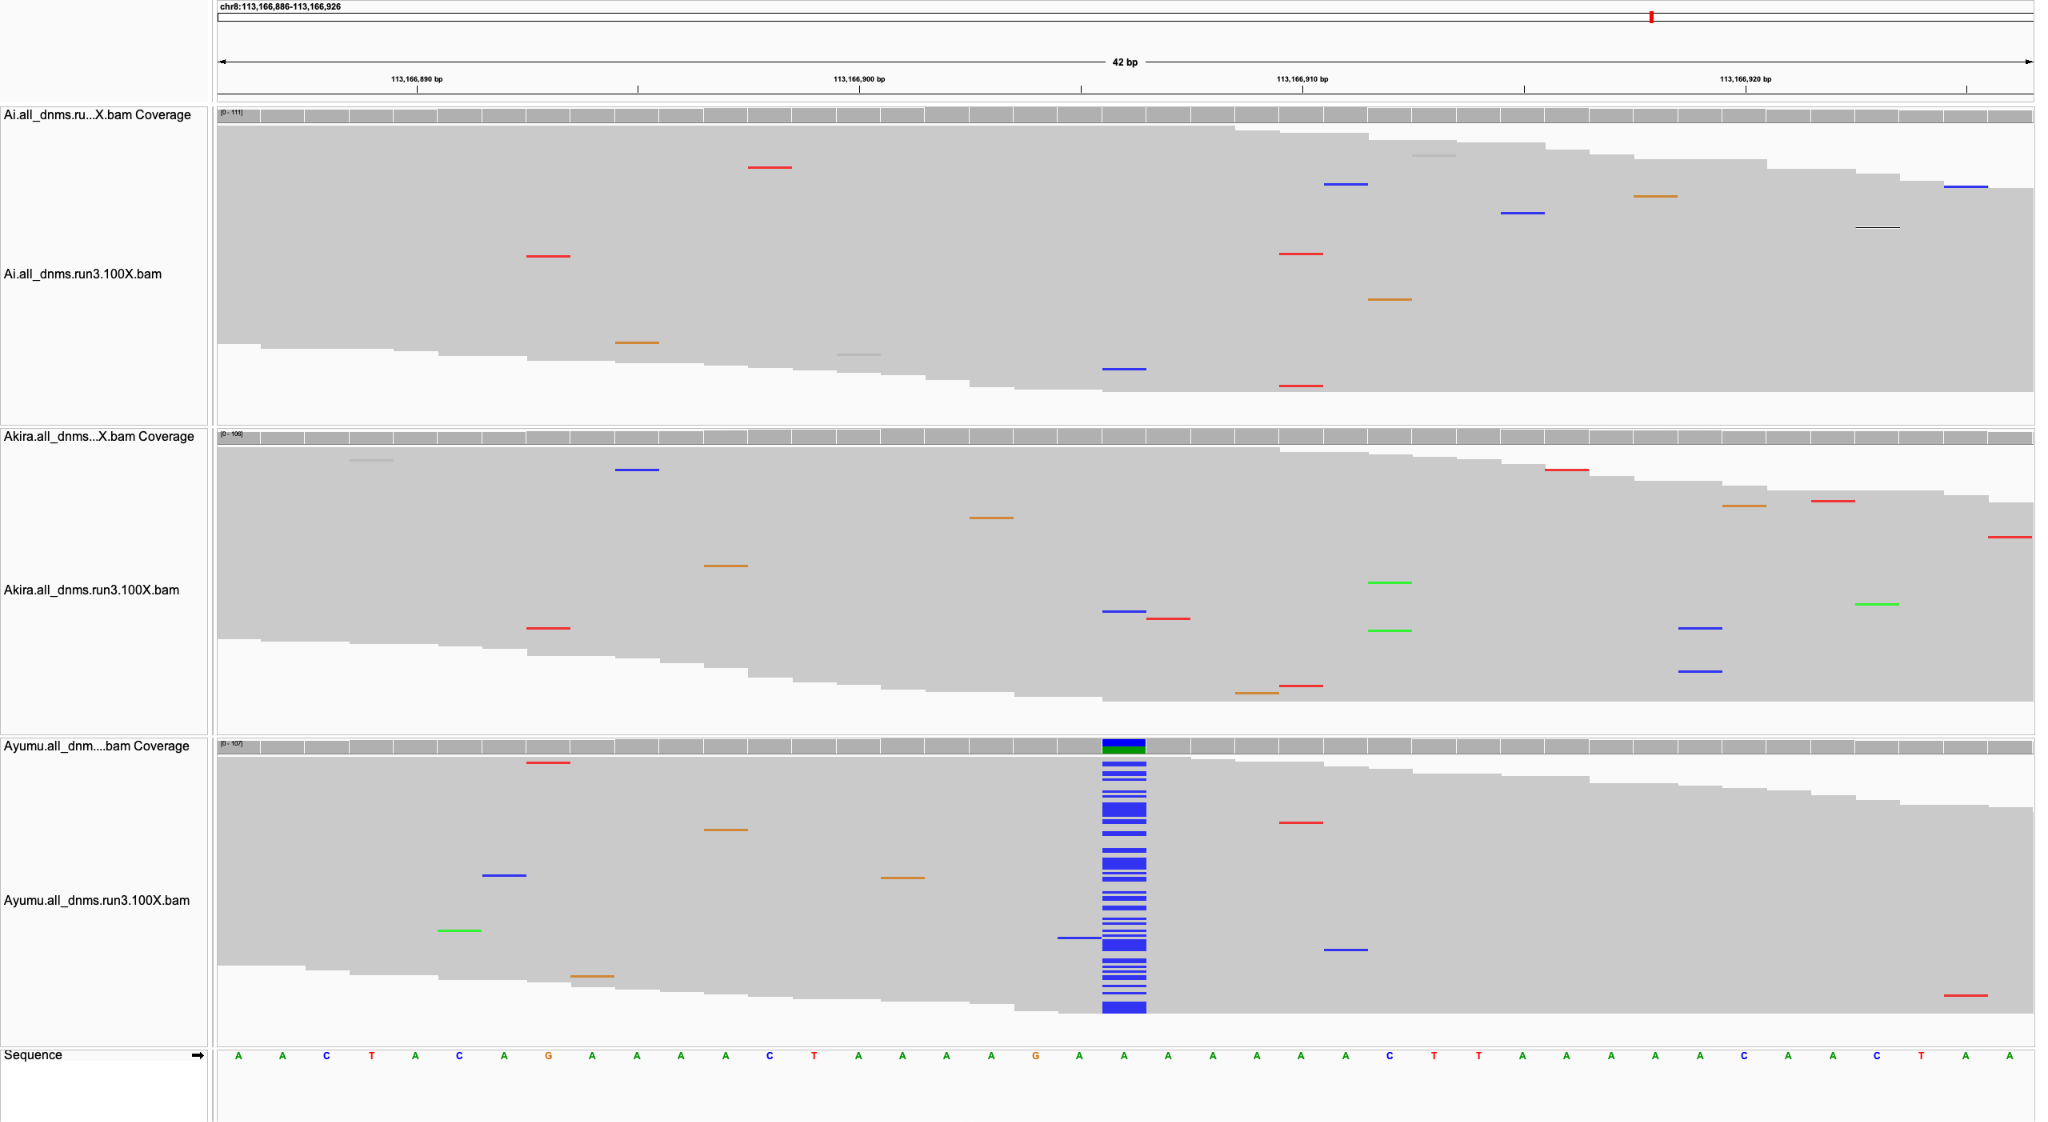 chr8:113,166,886-113,166,926
42 bp
113,166,890 bp 113,166,900 bp 113,166,910 bp 113,166,920 bp
Ai.all_dnms.ru...X.bam Coverage
[0 - 111]
Ai.all_dnms.run3.100X.bam
Akira.all_dnms...X.bam Coverage
Akira.all_dnms.run3.100X.bam
Ayumu.all_dnm....bam Coverage
[0 - 107]
Ayumu.all_dnms.run3.100X.bam
Sequence A A C T A C A G A A A A C T A A A A G A A A A A A A C T T A A A A A C A A C T A A